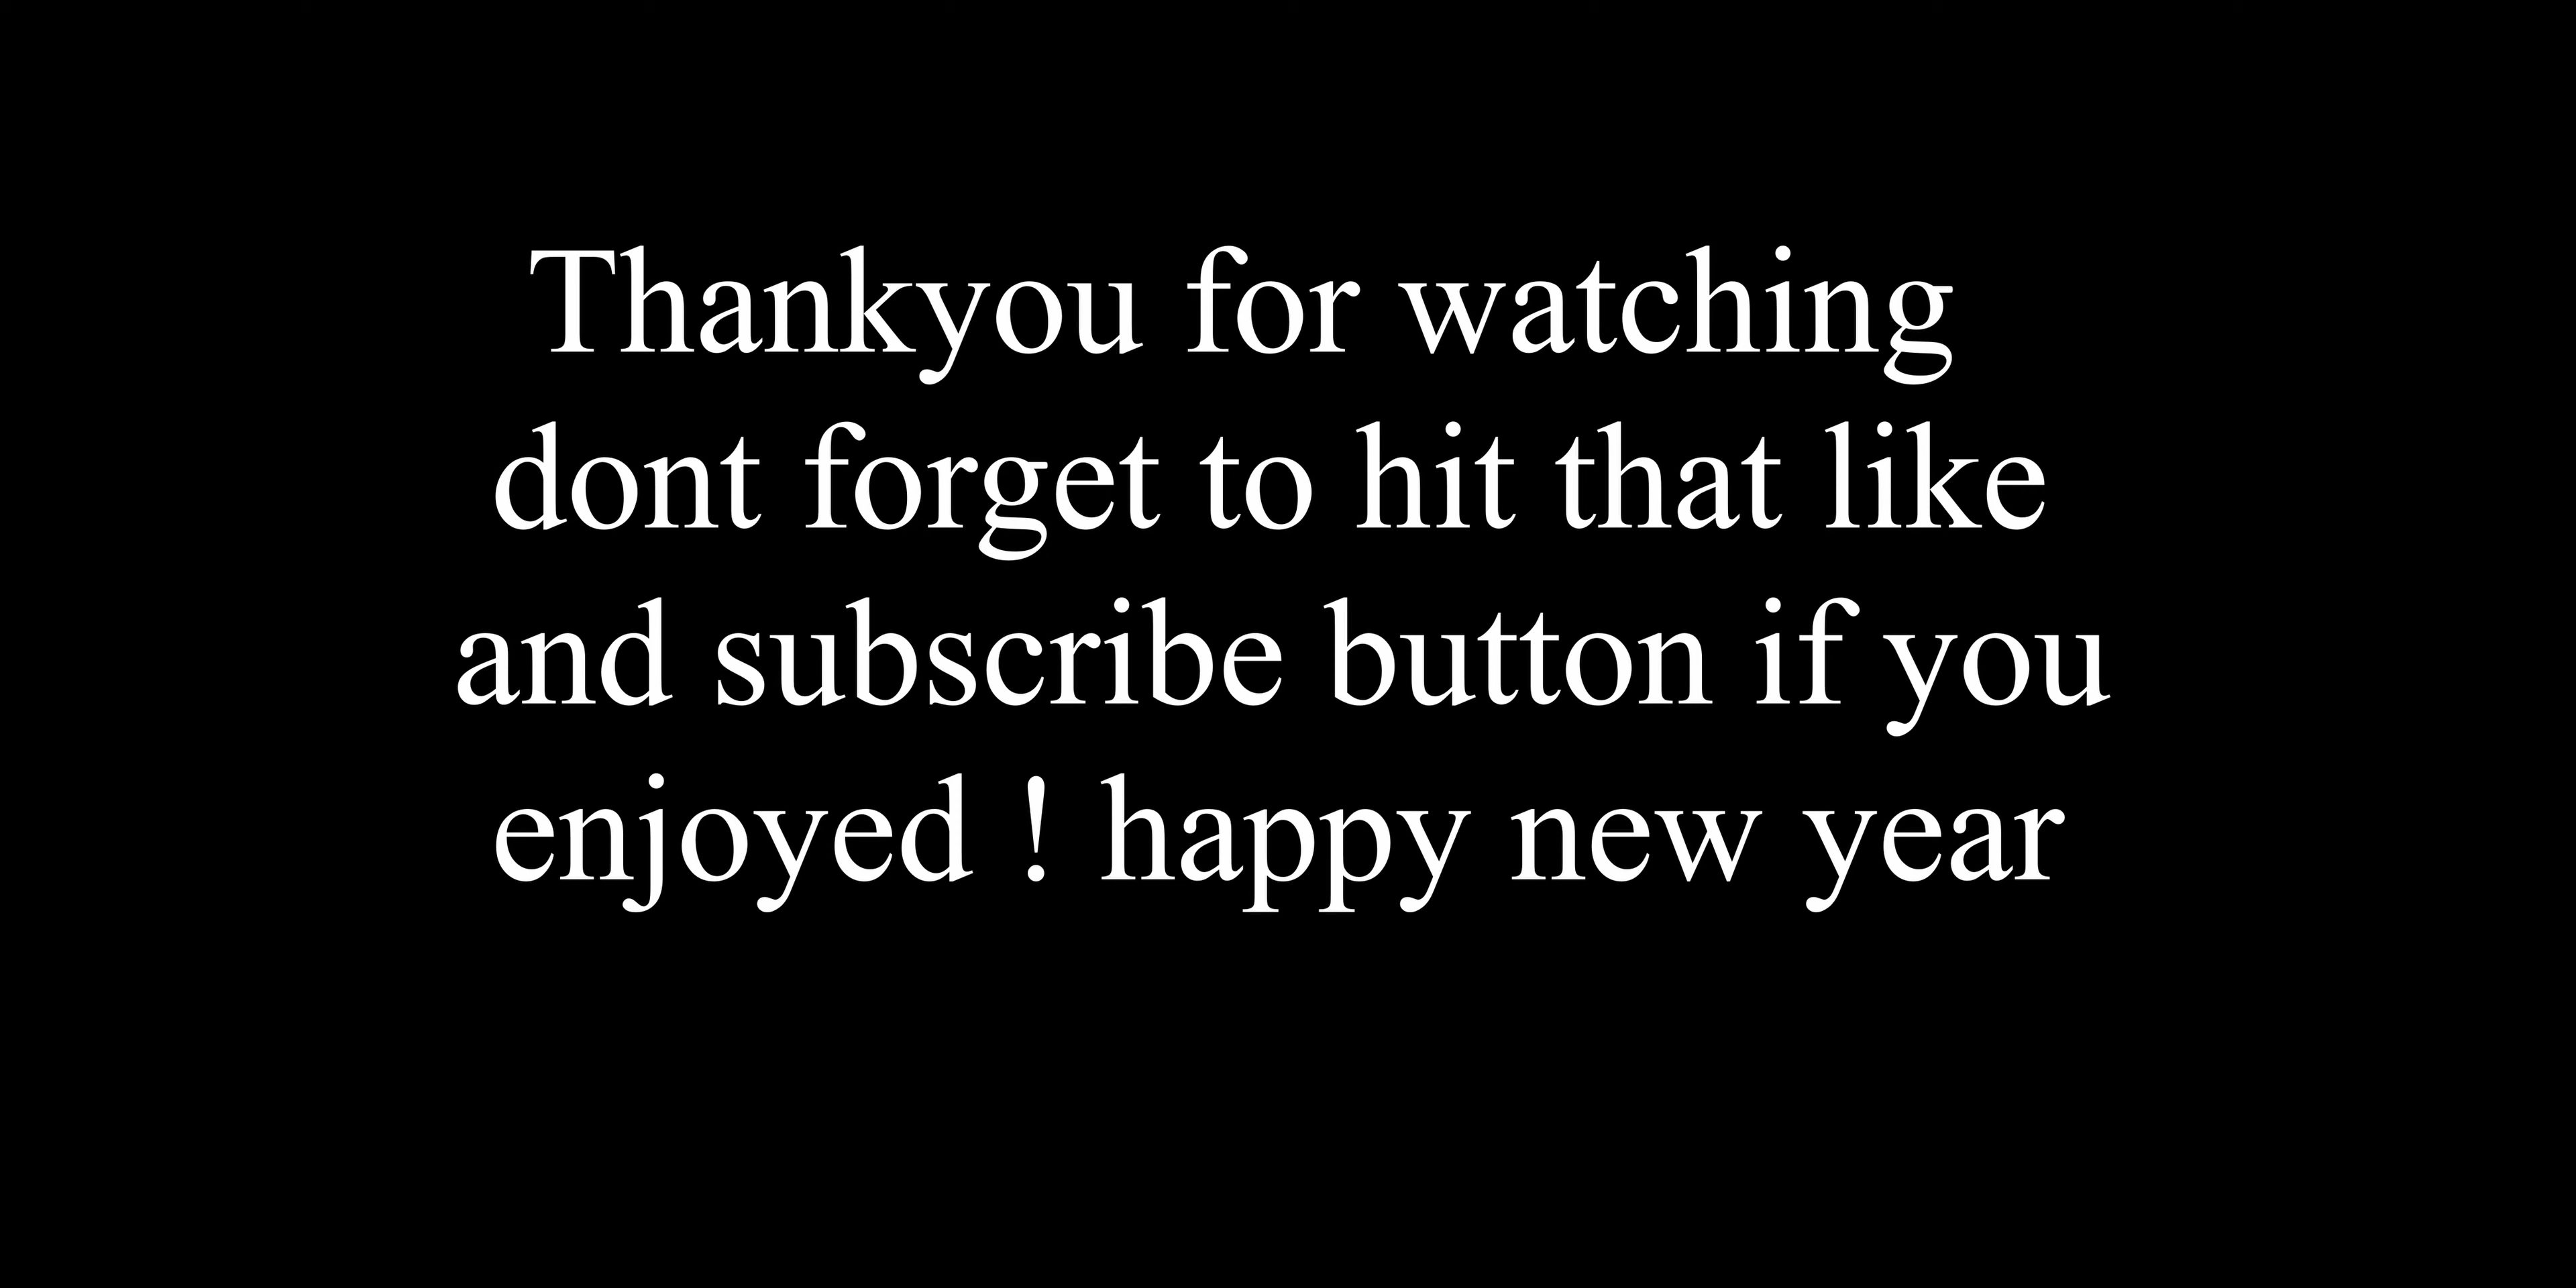 Thankyou for watching
dont forget to hit that like
and subscribe button if you
enjoyed ! happy new year